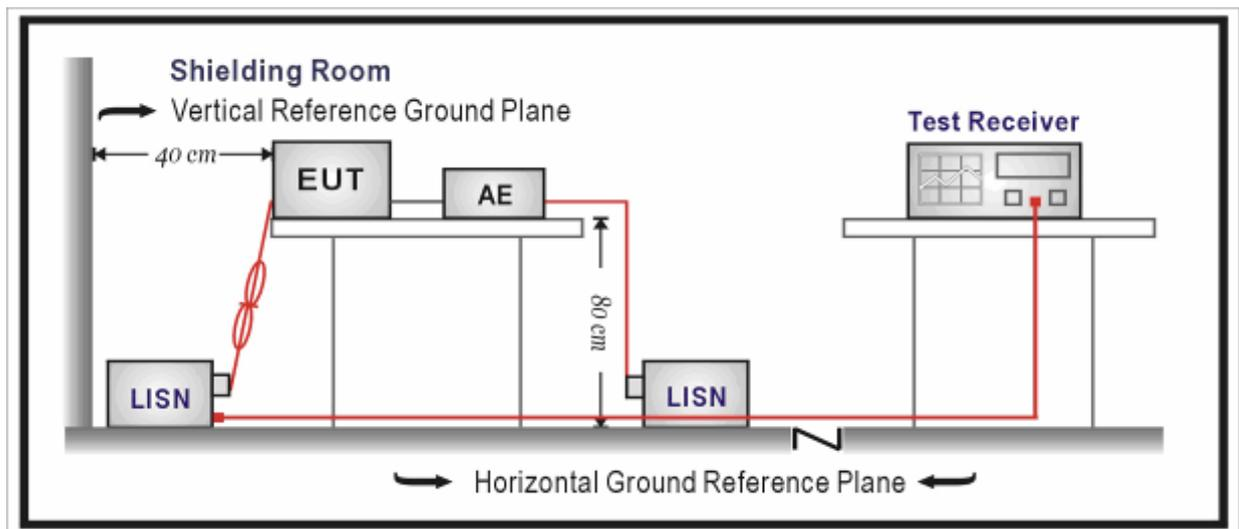 Shielding Room
Vertical Reference Ground Plane
40 cm
EUT
AE
Test Receiver
80 cm
LISN
LISN
Horizontal Ground Reference Plane